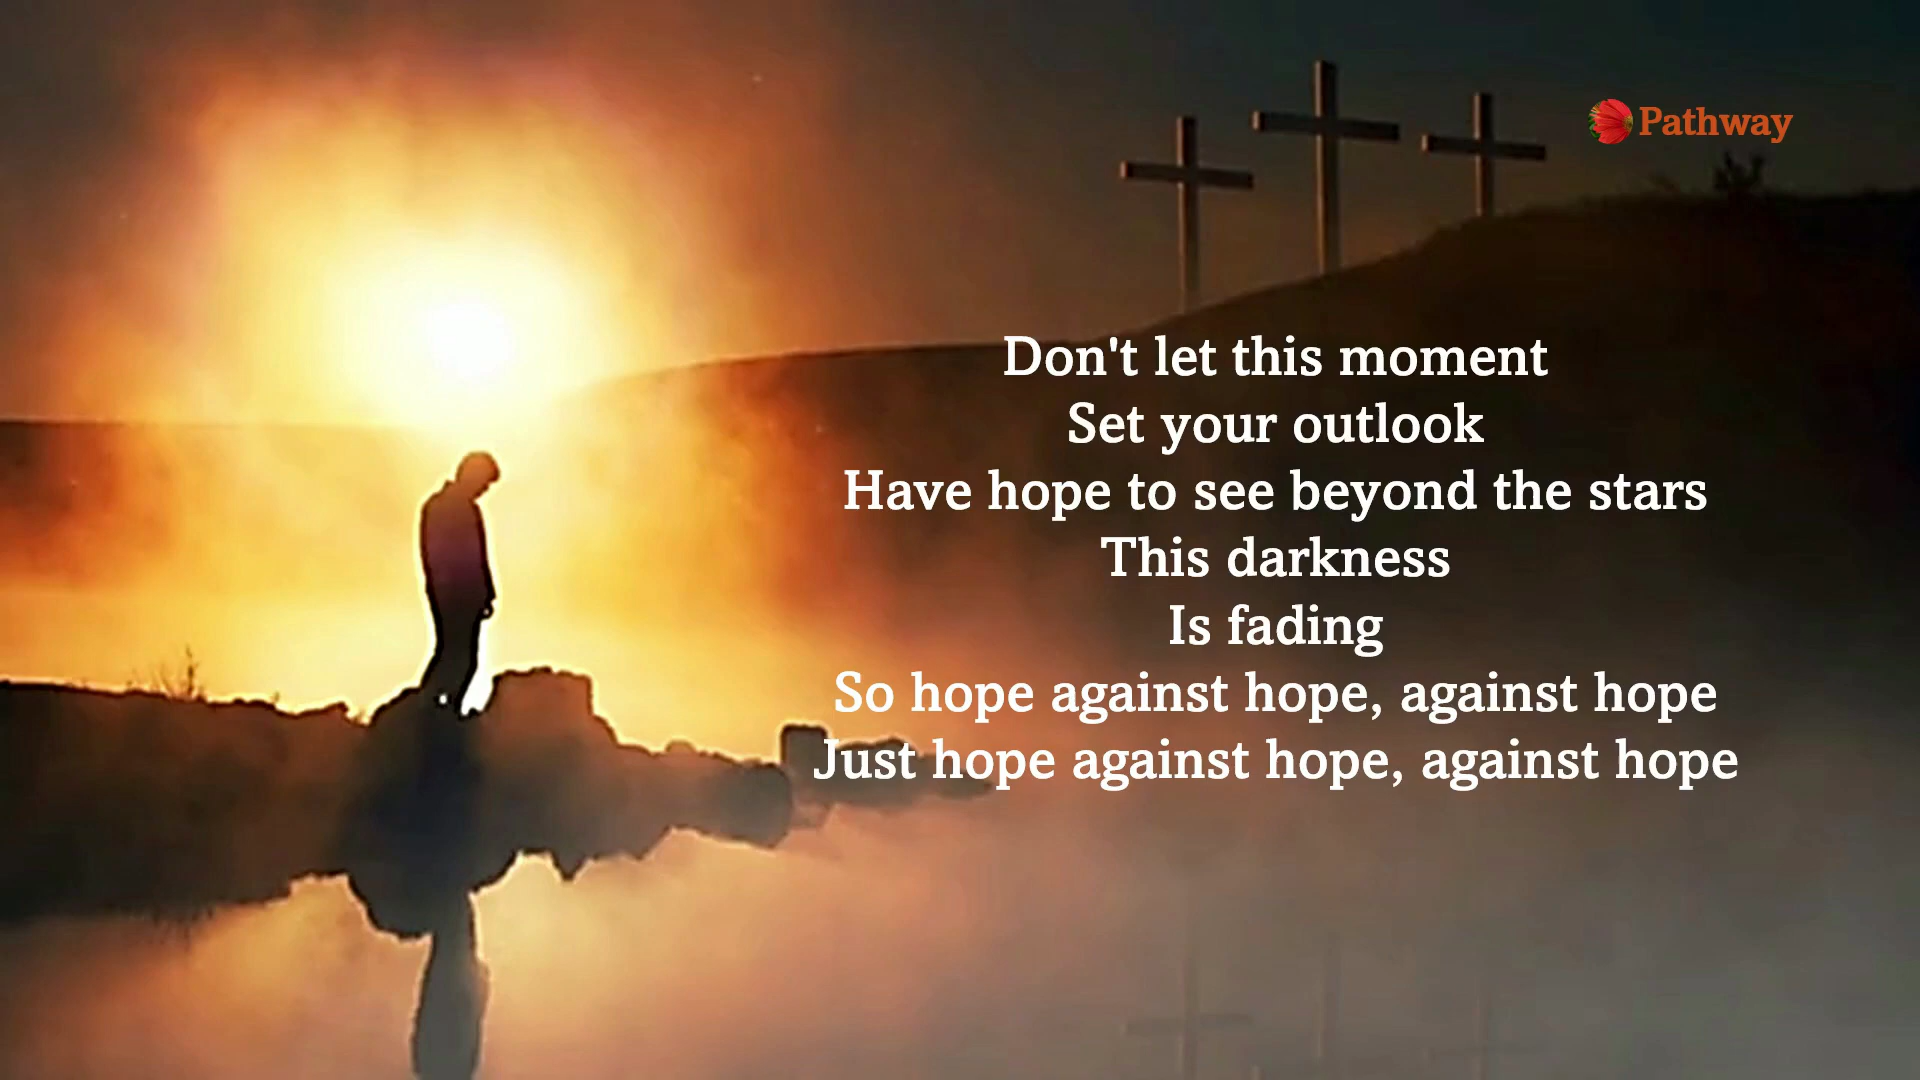 Pathway
Don't let this moment
Set your outlook
Have hope to see beyond the stars
This darkness
Is fading
So hope against hope, against hope
Just hope against hope, against hope